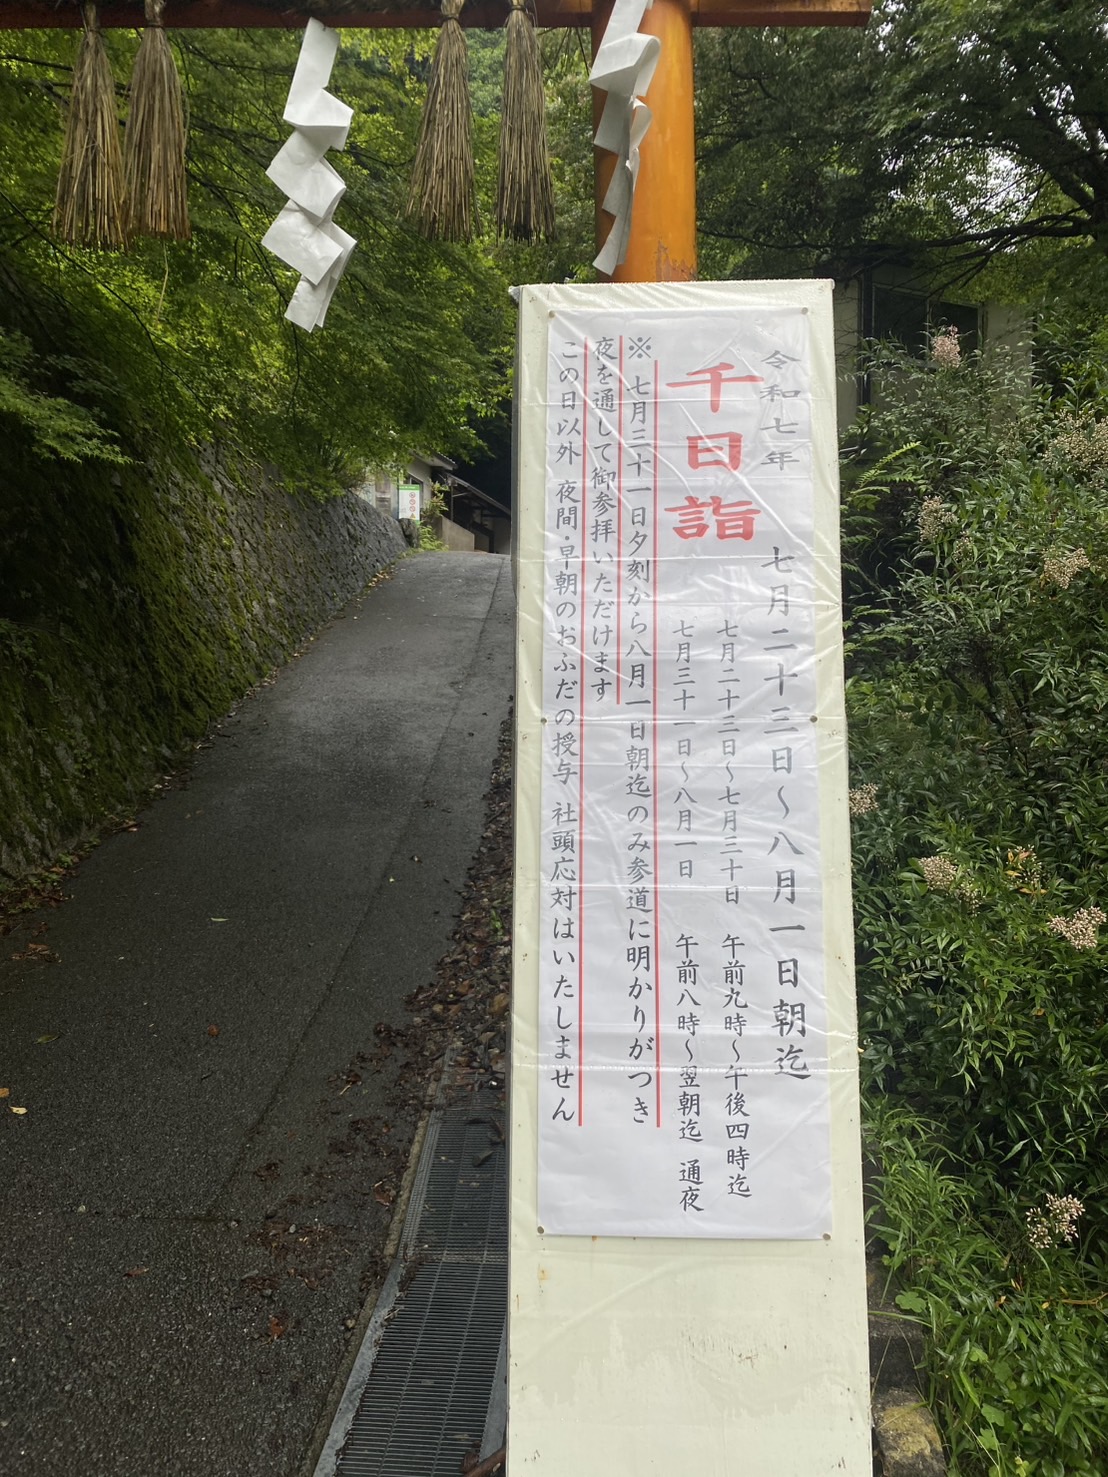 令和七年 七月二十三日〜八月一日朝迄
千日詣
七月二十三日〜七月三十日 午前九時〜午後四時迄
七月三十一日〜八月一日 午前八時〜翌朝迄 通夜
※七月三十一日夕刻から八月一日朝迄のみ参道に明かりがつき
夜を通して御参拝いただけます
この日以外 夜間・早朝のおふだの授与 社頭応対はいたしません